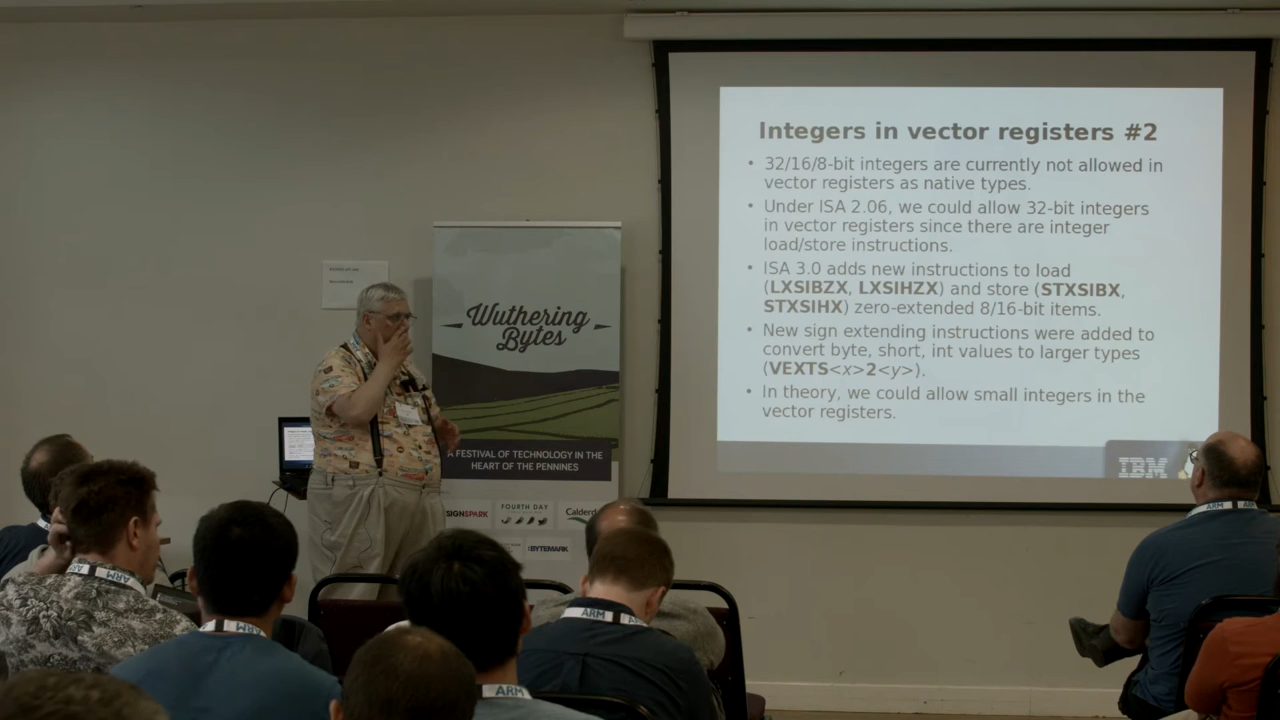 Integers in vector registers #2
• 32/16/8-bit integers are currently not allowed in
vector registers as native types.
• Under ISA 2.06, we could allow 32-bit integers
in vector registers since there are integer
load/store instructions.
• ISA 3.0 adds new instructions to load
(LXSIBZX, LXSIHZX) and store (STXSIBX,
STXSIHX) zero-extended 8/16-bit items.
• New sign extending instructions were added to
convert byte, short, int values to larger types
(VEXTS<x>2<y>).
• In theory, we could allow small integers in the
vector registers.
IBM
Wuthering
Bytes
A FESTIVAL OF TECHNOLOGY IN THE
HEART OF THE PENNINES
SIGNSPARK
FOURTH DAY
:BYTEMARK
ARM
ARM
ARM
ARM
ARM
ARM